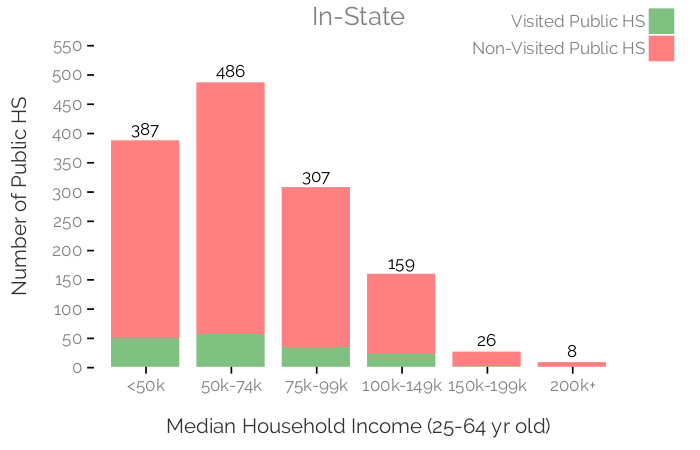 In-State
Visited Public HS
Non-Visited Public HS
Number of Public HS
550
500
450
400
350
300
250
200
150
100
50
0
387
486
307
159
26
8
<50k
50k-74k
75k-99k
100k-149k
150k-199k
200k+
Median Household Income (25-64 yr old)